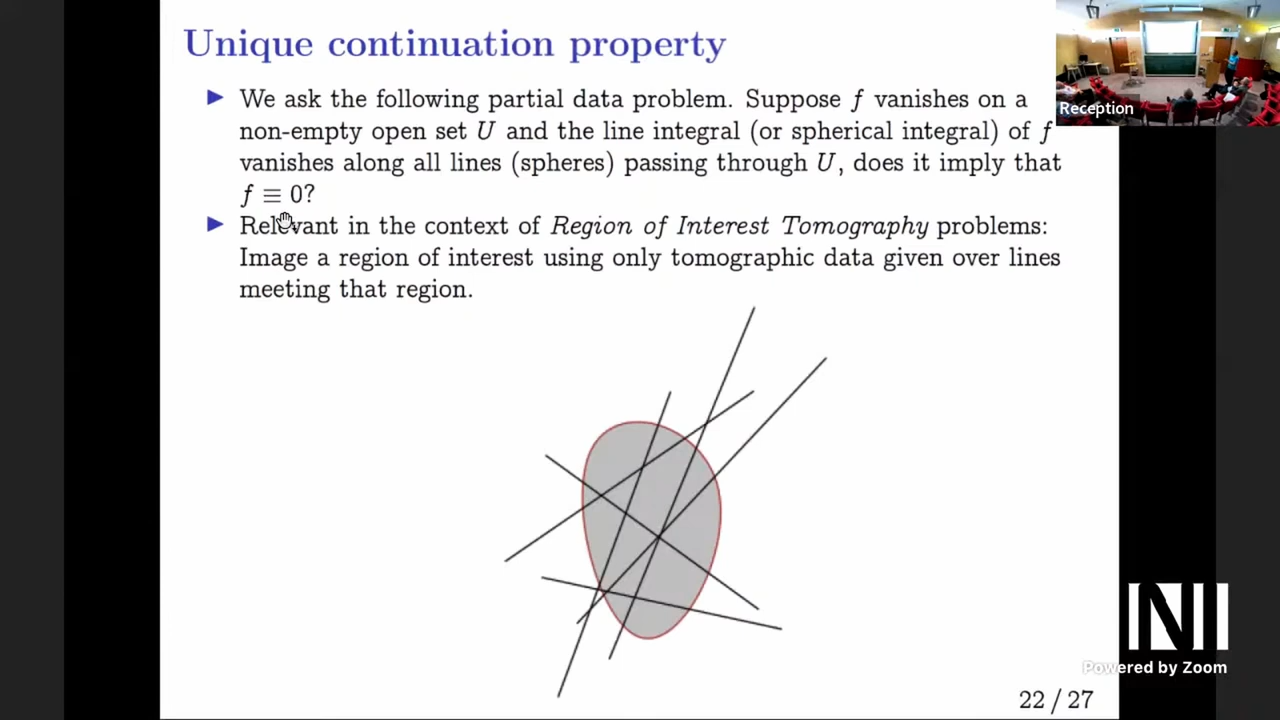 Unique continuation property
▶ We ask the following partial data problem. Suppose f vanishes on a
non-empty open set U and the line integral (or spherical integral) of f
vanishes along all lines (spheres) passing through U, does it imply that
f ≡ 0?
▶ Relevant in the context of Region of Interest Tomography problems:
Image a region of interest using only tomographic data given over lines
meeting that region.
22 / 27
Reception
NI
Powered by Zoom